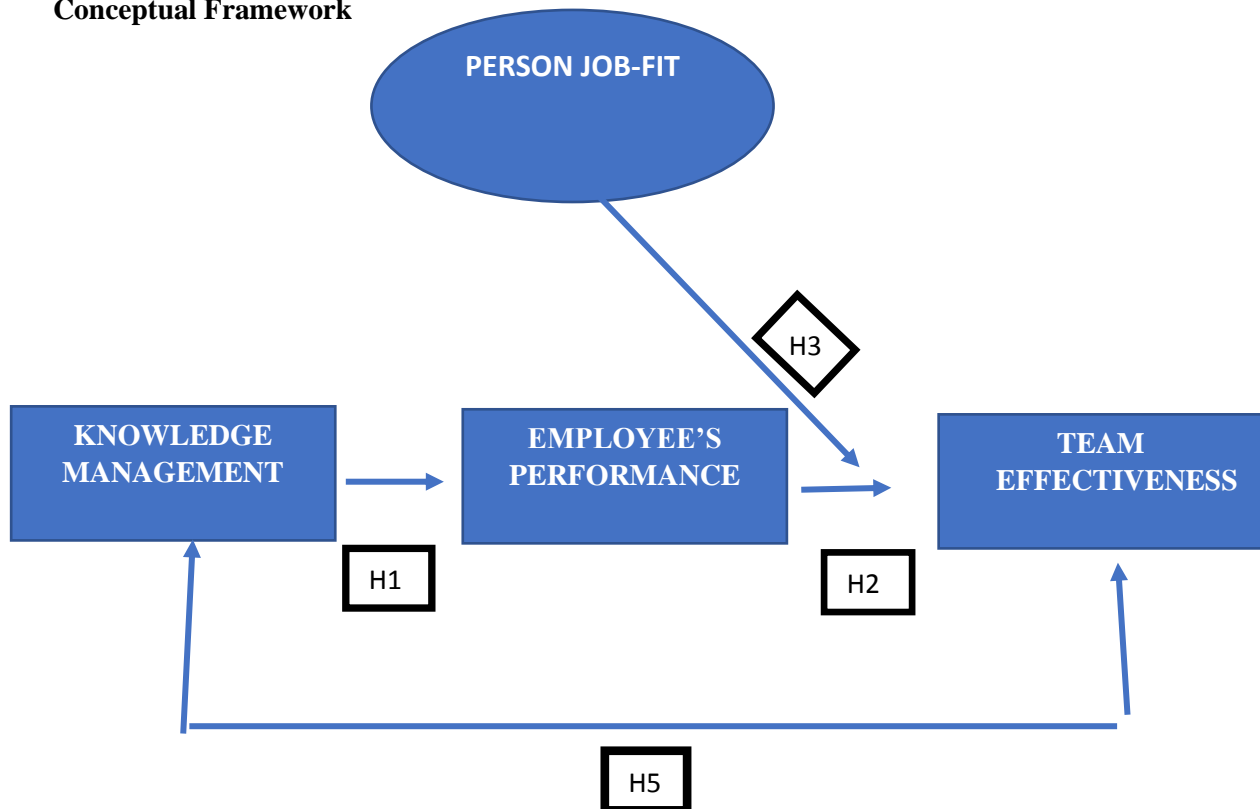 Conceptual Framework
PERSON JOB-FIT
H3
KNOWLEDGE
MANAGEMENT
EMPLOYEE’S
PERFORMANCE
TEAM
EFFECTIVENESS
H1
H2
H5